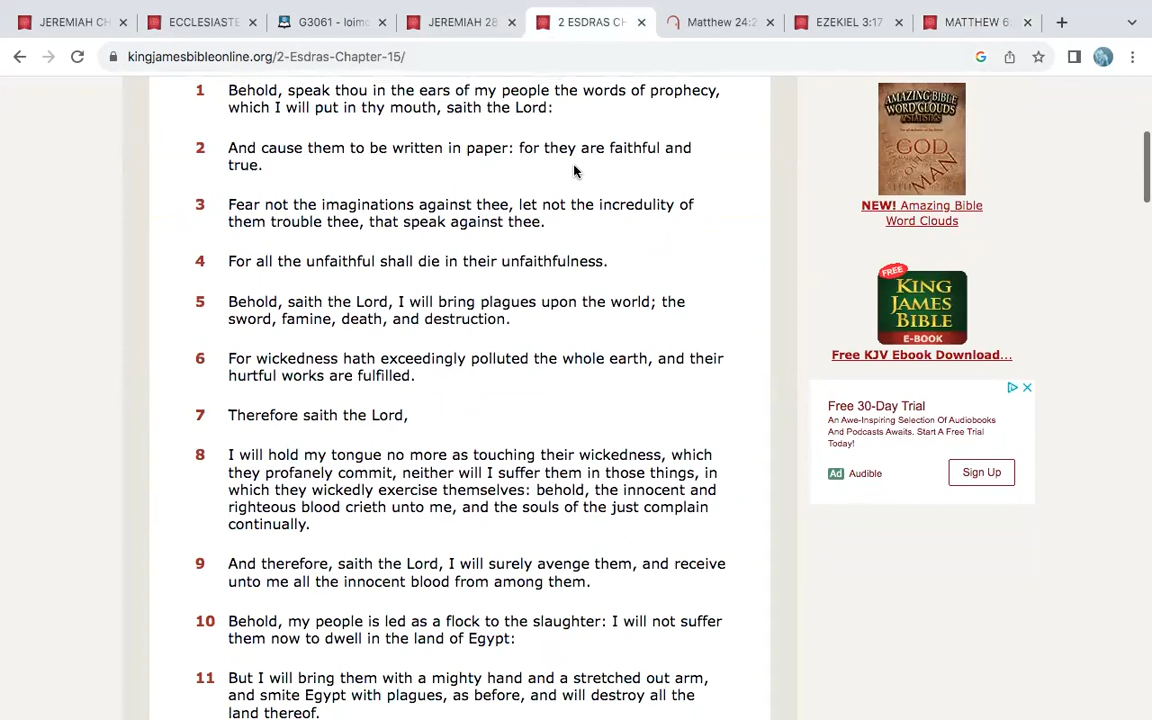 JEREMIAH CH
ECCLESIASTE
G3061 - loimo
JEREMIAH 28
2 ESDRAS CH
Matthew 24:2
EZEKIEL 3:17
MATTHEW 6:
kingjamesbibleonline.org/2-Esdras-Chapter-15/
1 Behold, speak thou in the ears of my people the words of prophecy,
which I will put in thy mouth, saith the Lord:
2 And cause them to be written in paper: for they are faithful and
true.
3 Fear not the imaginations against thee, let not the incredulity of
them trouble thee, that speak against thee.
4 For all the unfaithful shall die in their unfaithfulness.
5 Behold, saith the Lord, I will bring plagues upon the world; the
sword, famine, death, and destruction.
6 For wickedness hath exceedingly polluted the whole earth, and their
hurtful works are fulfilled.
7 Therefore saith the Lord,
8 I will hold my tongue no more as touching their wickedness, which
they profanely commit, neither will I suffer them in those things, in
which they wickedly exercise themselves: behold, the innocent and
righteous blood crieth unto me, and the souls of the just complain
continually.
9 And therefore, saith the Lord, I will surely avenge them, and receive
unto me all the innocent blood from among them.
10 Behold, my people is led as a flock to the slaughter: I will not suffer
them now to dwell in the land of Egypt:
11 But I will bring them with a mighty hand and a stretched out arm,
and smite Egypt with plagues, as before, and will destroy all the
land thereof.
AMAZING BIBLE
WORD CLOUDS
& STATISTICS
GOD
MAN
NEW! Amazing Bible
Word Clouds
FREE
KING
JAMES
BIBLE
E-BOOK
Free KJV Ebook Download...
Free 30-Day Trial
An Awe-Inspiring Selection Of Audiobooks
And Podcasts Awaits. Start A Free Trial
Today!
Ad Audible
Sign Up